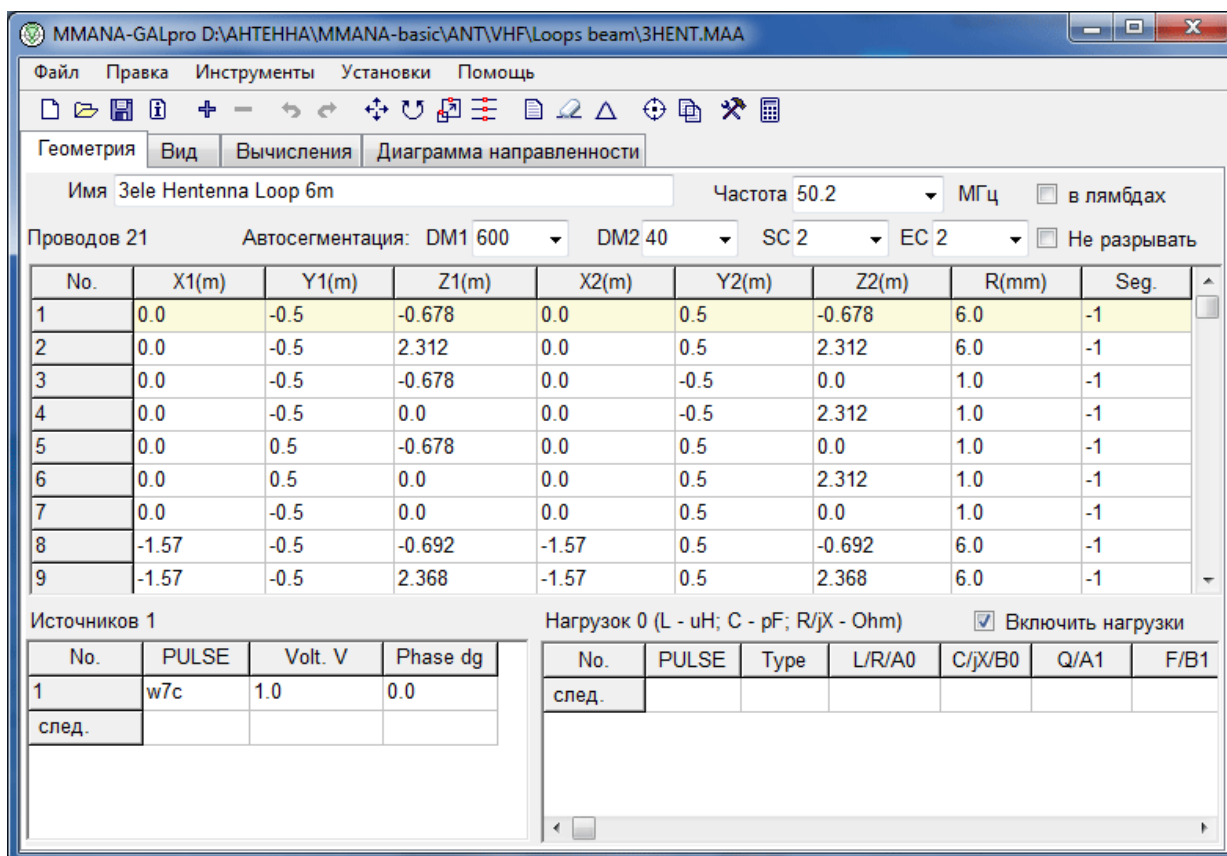 MMANA-GALpro D:\АНТЕННА\MMANA-basic\ANT\VHF\Loops beam\3HENT.MAA
Файл Правка Инструменты Установки Помощь
Геометрия Вид Вычисления Диаграмма направленности
Имя 3ele Hentenna Loop 6m Частота 50.2 МГц в лямбдах
Проводов 21 Автосегментация: DM1 600 DM2 40 SC 2 EC 2 Не разрывать
No. X1(m) Y1(m) Z1(m) X2(m) Y2(m) Z2(m) R(mm) Seg.
1 0.0 -0.5 -0.678 0.0 0.5 -0.678 6.0 -1
2 0.0 -0.5 2.312 0.0 0.5 2.312 6.0 -1
3 0.0 -0.5 -0.678 0.0 -0.5 0.0 1.0 -1
4 0.0 -0.5 0.0 0.0 -0.5 2.312 1.0 -1
5 0.0 0.5 -0.678 0.0 0.5 0.0 1.0 -1
6 0.0 0.5 0.0 0.0 0.5 2.312 1.0 -1
7 0.0 -0.5 0.0 0.0 0.5 0.0 1.0 -1
8 -1.57 -0.5 -0.692 -1.57 0.5 -0.692 6.0 -1
9 -1.57 -0.5 2.368 -1.57 0.5 2.368 6.0 -1
Источников 1 Нагрузок 0 (L - uH; C - pF; R/jX - Ohm) Включить нагрузки
No. PULSE Volt. V Phase dg No. PULSE Type L/R/A0 C/jX/B0 Q/A1 F/B1
1 w7c 1.0 0.0 след.
след.